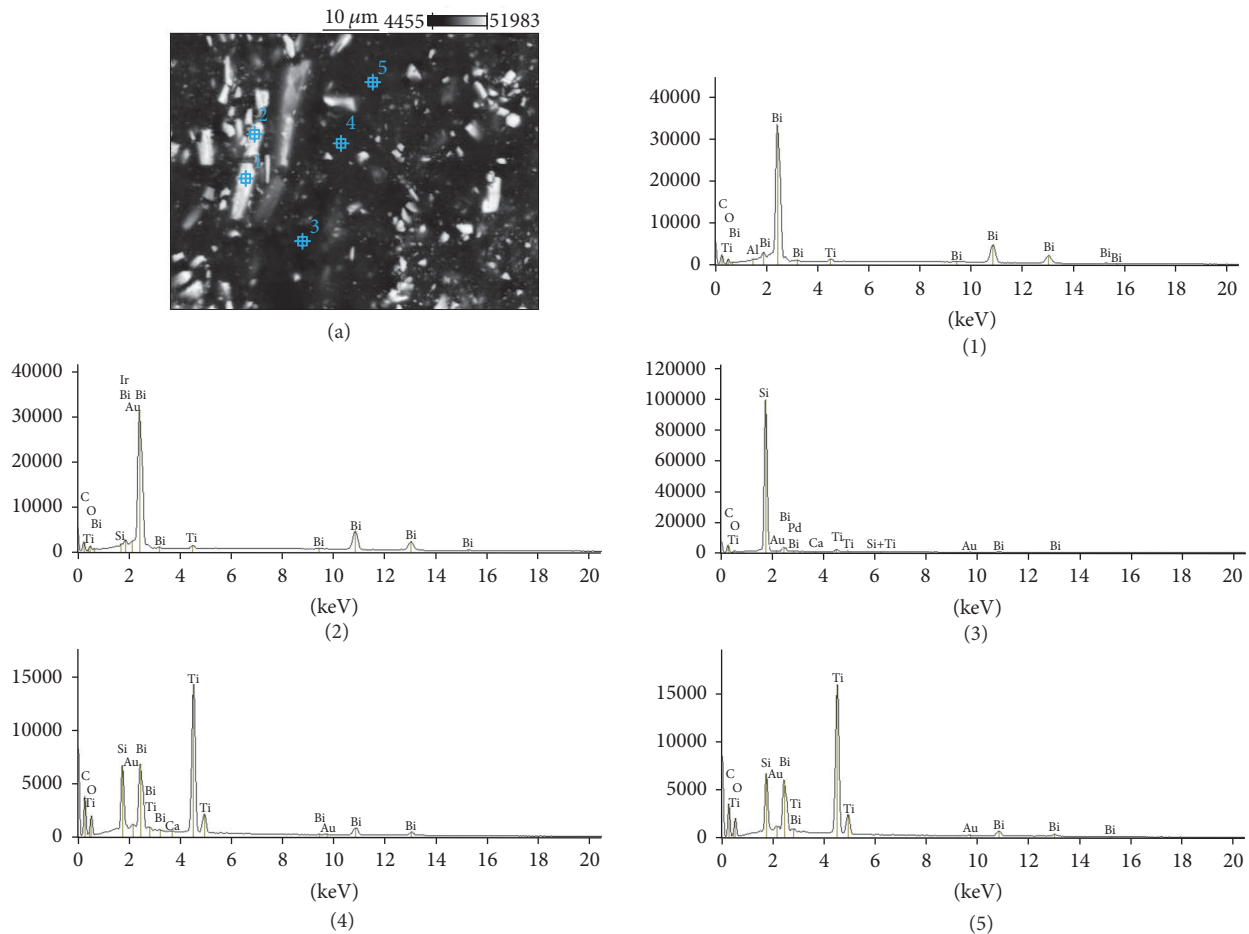 10 µm 4455 51983
5
2
4
1
3
(a)
40000
30000
20000
10000
0
Bi
C
O
Bi
Ti
Al
Bi
Bi
Ti
Bi
Bi
Bi
Bi
Bi
0 2 4 6 8 10 12 14 16 18 20
(keV)
(1)
40000
30000
20000
10000
0
Ir
Bi Bi
Au
C
O
Bi
Ti
Si
Bi
Ti
Bi
Bi
Bi
Bi
0 2 4 6 8 10 12 14 16 18 20
(keV)
(2)
120000
100000
80000
60000
40000
20000
0
Si
C
O
Ti
Bi
Pd
Au
Bi
Ca
Ti
Ti
Si+Ti
Au
Bi
Bi
0 2 4 6 8 10 12 14 16 18 20
(keV)
(3)
15000
10000
5000
0
Ti
Si Bi
Au
C
O
Ti
Bi
Ti
Bi
Ca
Ti
Bi
Au
Bi
Bi
0 2 4 6 8 10 12 14 16 18 20
(keV)
(4)
15000
10000
5000
0
Ti
Si Bi
Au
C
O
Ti
Ti
Bi
Ti
Au
Bi
Bi
Bi
0 2 4 6 8 10 12 14 16 18 20
(keV)
(5)